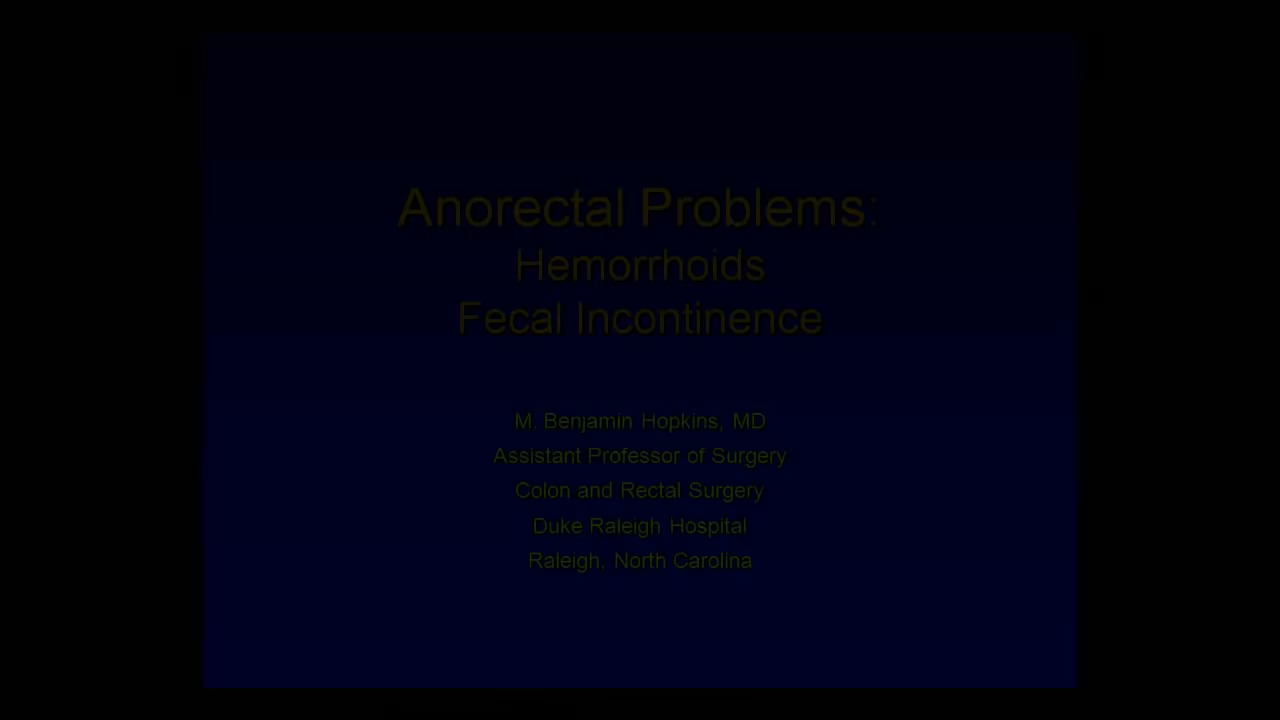 Anorectal Problems:
Hemorrhoids
Fecal Incontinence
M. Benjamin Hopkins, MD
Assistant Professor of Surgery
Colon and Rectal Surgery
Duke Raleigh Hospital
Raleigh, North Carolina